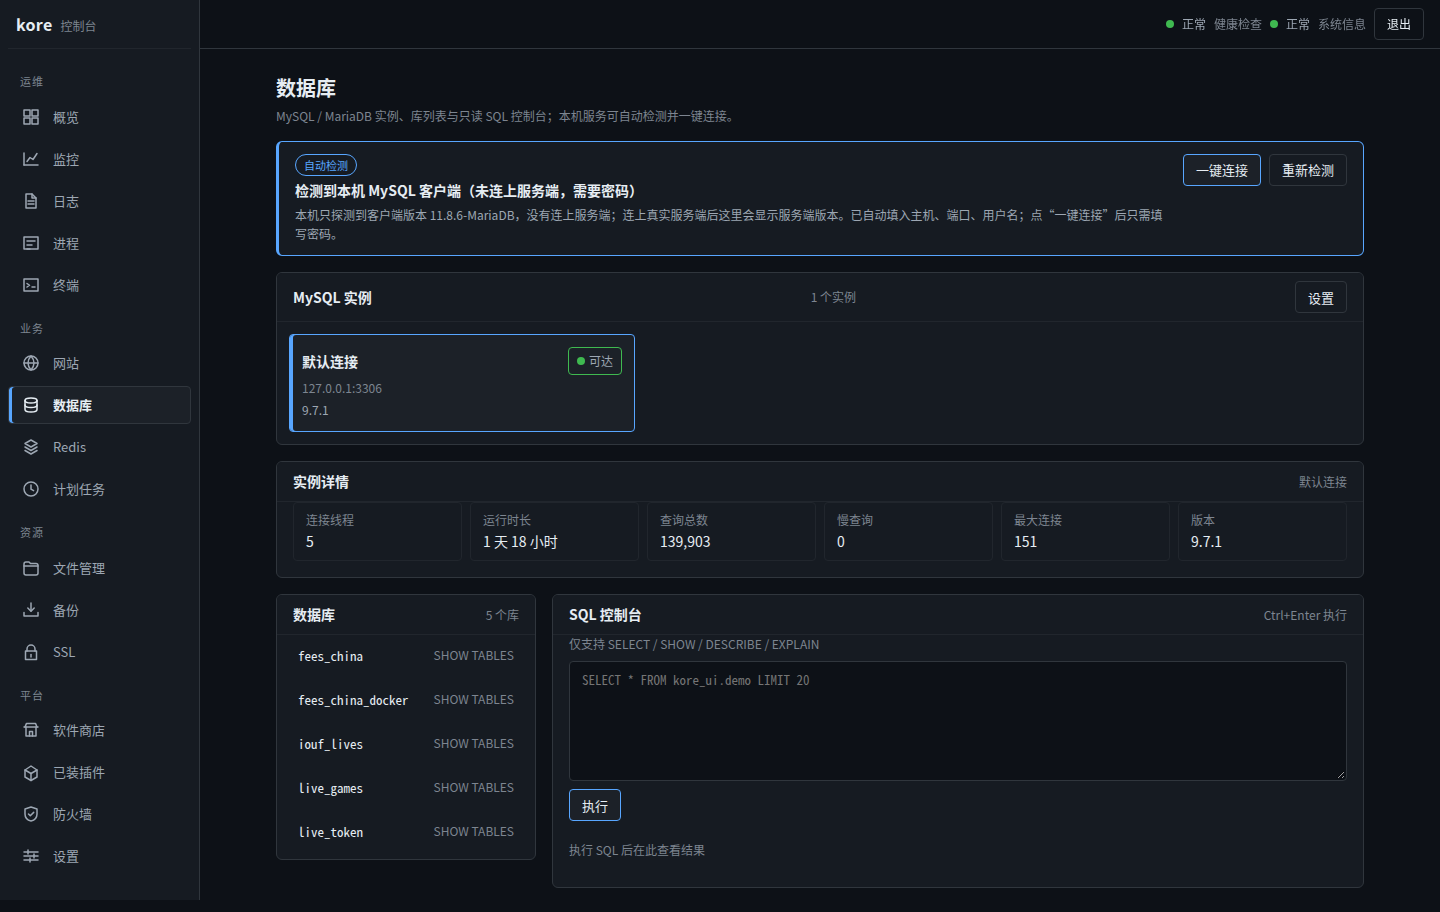 kore 控制台
正常 健康检查 正常 系统信息 退出
运维
概览
监控
日志
进程
终端
业务
网站
数据库
Redis
计划任务
资源
文件管理
备份
SSL
平台
软件商店
已装插件
防火墙
设置
数据库
MySQL / MariaDB 实例、库列表与只读 SQL 控制台；本机服务可自动检测并一键连接。
自动检测
检测到本机 MySQL 客户端（未连上服务端，需要密码）
本机只探测到客户端版本 11.8.6-MariaDB，没有连上服务端；连上真实服务端后这里会显示服务端版本。已自动填入主机、端口、用户名；点“一键连接”后只需填
写密码。
一键连接 重新检测
MySQL 实例 1 个实例 设置
默认连接 可达
127.0.0.1:3306
9.7.1
实例详情 默认连接
连接线程 运行时长 查询总数 慢查询 最大连接 版本
5 1 天 18 小时 139,903 0 151 9.7.1
数据库 5 个库
fees_china SHOW TABLES
fees_china_docker SHOW TABLES
iouf_lives SHOW TABLES
live_games SHOW TABLES
live_token SHOW TABLES
SQL 控制台 Ctrl+Enter 执行
仅支持 SELECT / SHOW / DESCRIBE / EXPLAIN
SELECT * FROM kore_ui.demo LIMIT 20
执行
执行 SQL 后在此查看结果